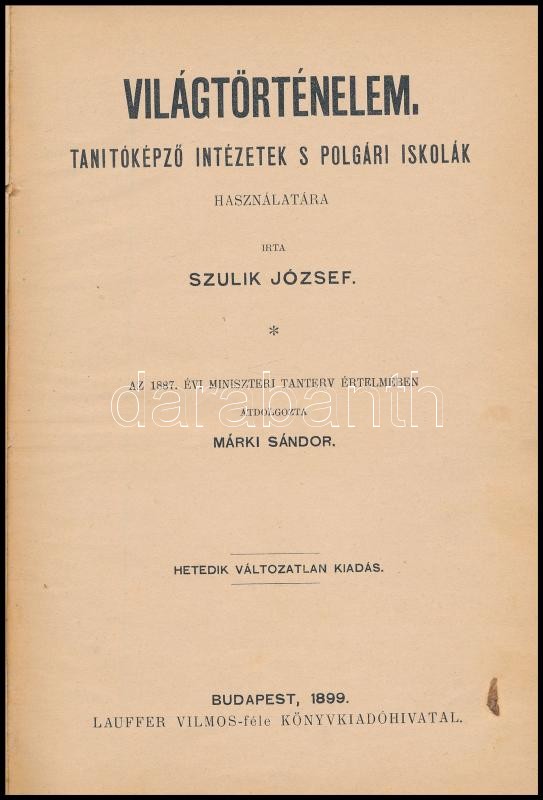 VILÁGTÖRTÉNELEM.
TANITÓKÉPZŐ INTÉZETEK S POLGÁRI ISKOLÁK
HASZNÁLATÁRA
IRTA
SZULIK JÓZSEF.
*
AZ 1887. ÉVI MINISZTERI TANTERV ÉRTELMÉBEN
ÁTDOLGOZTA
darabanth
MÁRKI SÁNDOR.
HETEDIK VÁLTOZATLAN KIADÁS.
BUDAPEST, 1899.
LAUFFER VILMOS-féle KÖNYVKIADÓHIVATAL.